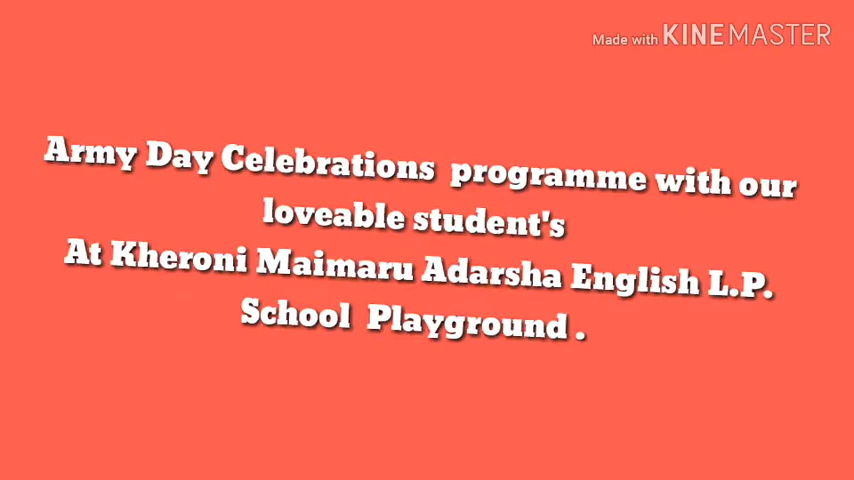 Made with KINEMASTER
Army Day Celebrations programme with our
loveable student's
At Kheroni Maimaru Adarsha English L.P.
School Playground .